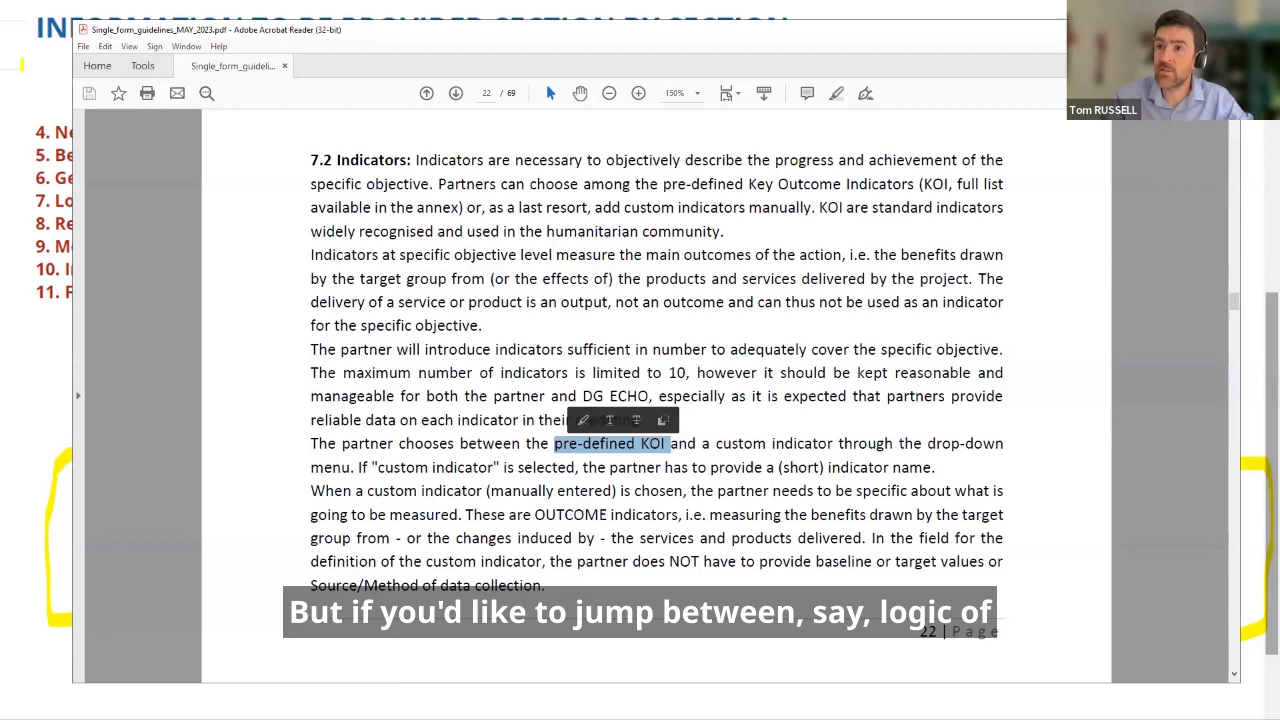 INFORMATION TO BE PROVIDED SECTION BY SECTION
Single_form_guidelines_MAY_2023.pdf - Adobe Acrobat Reader (32-bit)
File Edit View Sign Window Help
Home Tools Single_form_guideli... ×
22 / 69 150%
Tom RUSSELL
4. Ne
5. Be
6. Ge
7. Lo
8. Re
9. M
10. I
11. F
7.2 Indicators: Indicators are necessary to objectively describe the progress and achievement of the
specific objective. Partners can choose among the pre-defined Key Outcome Indicators (KOI, full list
available in the annex) or, as a last resort, add custom indicators manually. KOI are standard indicators
widely recognised and used in the humanitarian community.
Indicators at specific objective level measure the main outcomes of the action, i.e. the benefits drawn
by the target group from (or the effects of) the products and services delivered by the project. The
delivery of a service or product is an output, not an outcome and can thus not be used as an indicator
for the specific objective.
The partner will introduce indicators sufficient in number to adequately cover the specific objective.
The maximum number of indicators is limited to 10, however it should be kept reasonable and
manageable for both the partner and DG ECHO, especially as it is expected that partners provide
reliable data on each indicator in their
The partner chooses between the pre-defined KOI and a custom indicator through the drop-down
menu. If "custom indicator" is selected, the partner has to provide a (short) indicator name.
When a custom indicator (manually entered) is chosen, the partner needs to be specific about what is
going to be measured. These are OUTCOME indicators, i.e. measuring the benefits drawn by the target
group from - or the changes induced by - the services and products delivered. In the field for the
definition of the custom indicator, the partner does NOT have to provide baseline or target values or
Source/Method of data collection.
But if you'd like to jump between, say, logic of
22 | Page